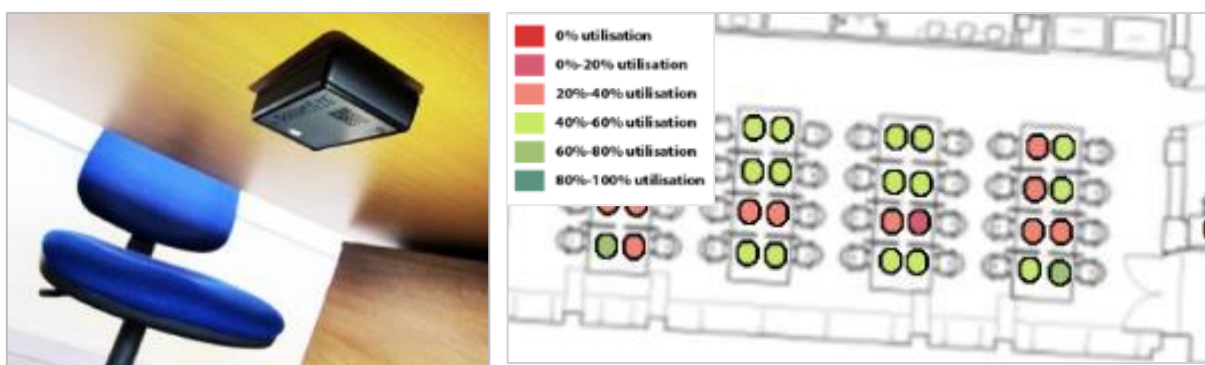 0% utilisation
0%-20% utilisation
20%-40% utilisation
40%-60% utilisation
60%-80% utilisation
80%-100% utilisation